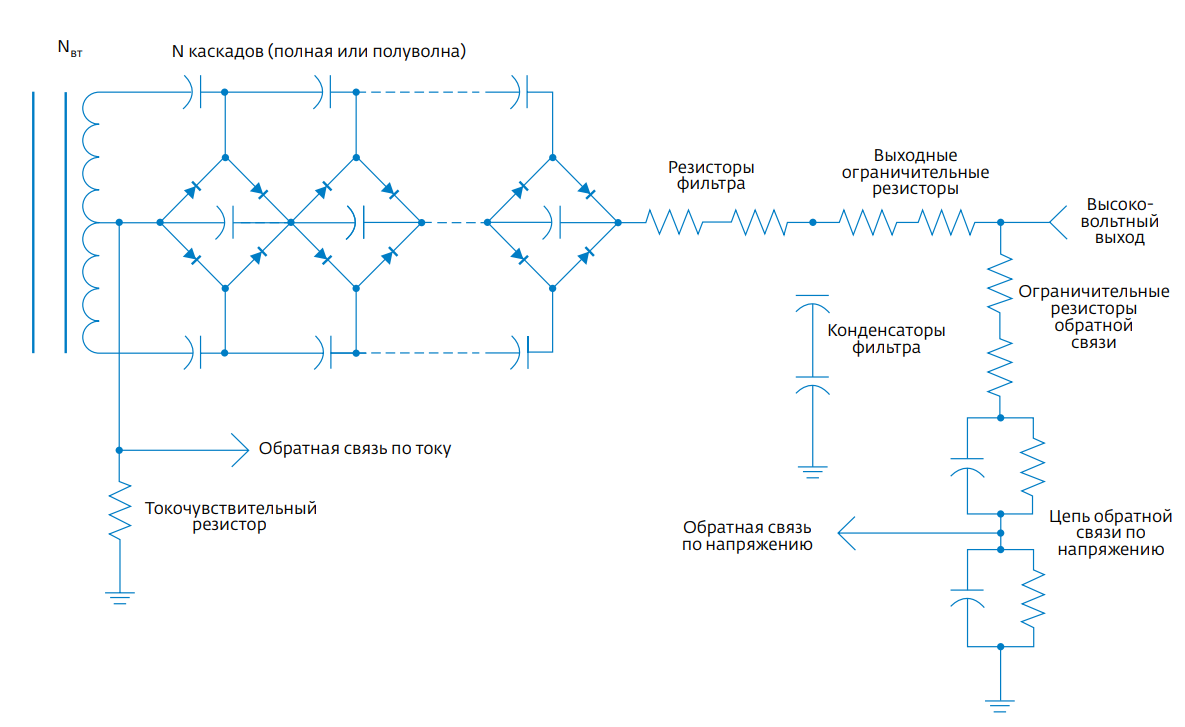 Nвт
N каскадов (полная или полуволна)
Резисторы
фильтра
Выходные
ограничительные
резисторы
Высоко-
вольтный
выход
Ограничительные
резисторы
обратной
связи
Конденсаторы
фильтра
Обратная связь по току
Токочувствительный
резистор
Обратная связь
по напряжению
Цепь обратной
связи по
напряжению